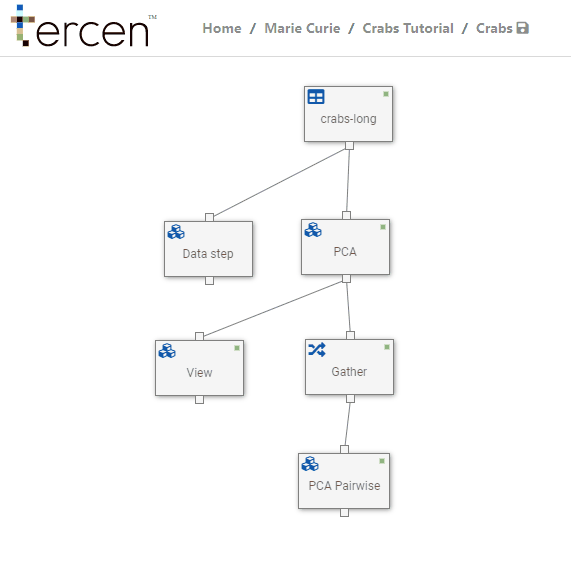 tercen™
Home / Marie Curie / Crabs Tutorial / Crabs
crabs-long
Data step
PCA
View
Gather
PCA Pairwise